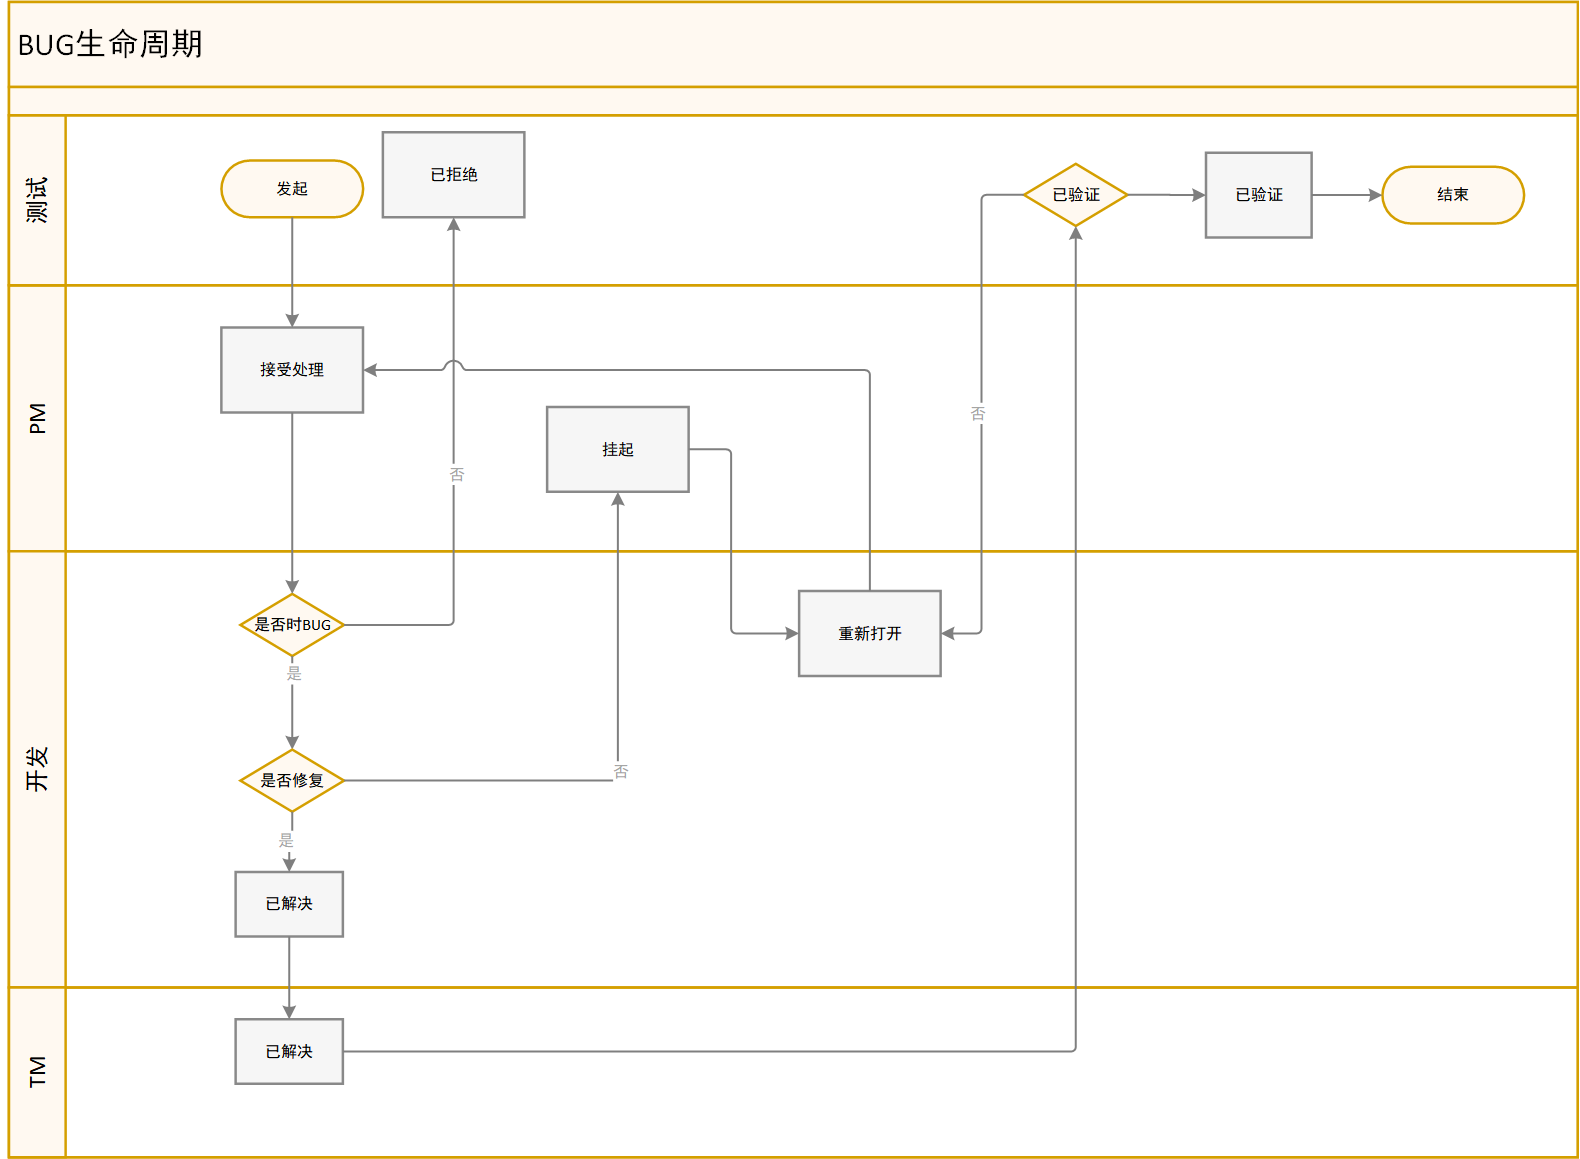 BUG生命周期
测试
发起
已拒绝
已验证
已验证
结束
PM
接受处理
挂起
否
否
开发
是否时BUG
是
重新打开
是否修复
否
是
已解决
TM
已解决